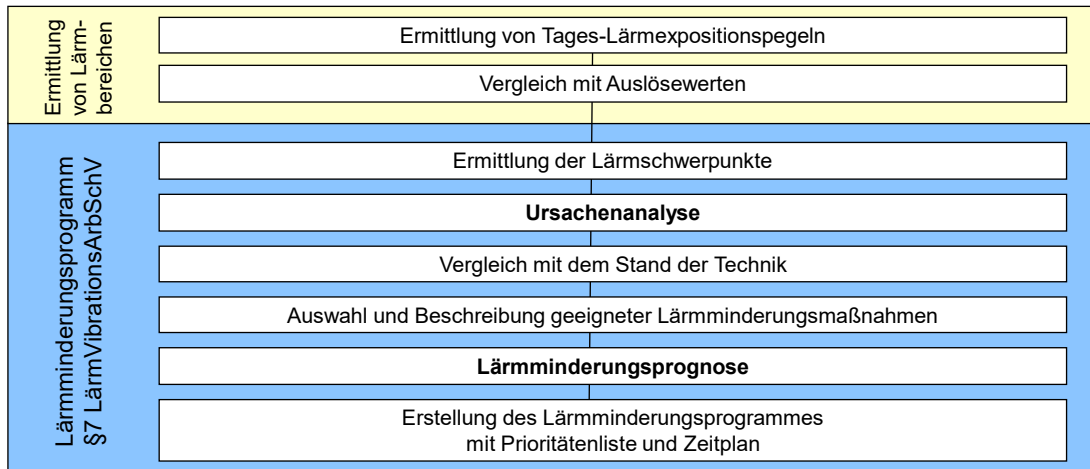 Ermittlung
von Lärm-
bereichen
Ermittlung von Tages-Lärmexpositionspegeln
Vergleich mit Auslösewerten
Lärmminderungsprogramm
§7 LärmVibrationsArbSchV
Ermittlung der Lärmschwerpunkte
Ursachenanalyse
Vergleich mit dem Stand der Technik
Auswahl und Beschreibung geeigneter Lärmminderungsmaßnahmen
Lärmminderungsprognose
Erstellung des Lärmminderungsprogrammes
mit Prioritätenliste und Zeitplan